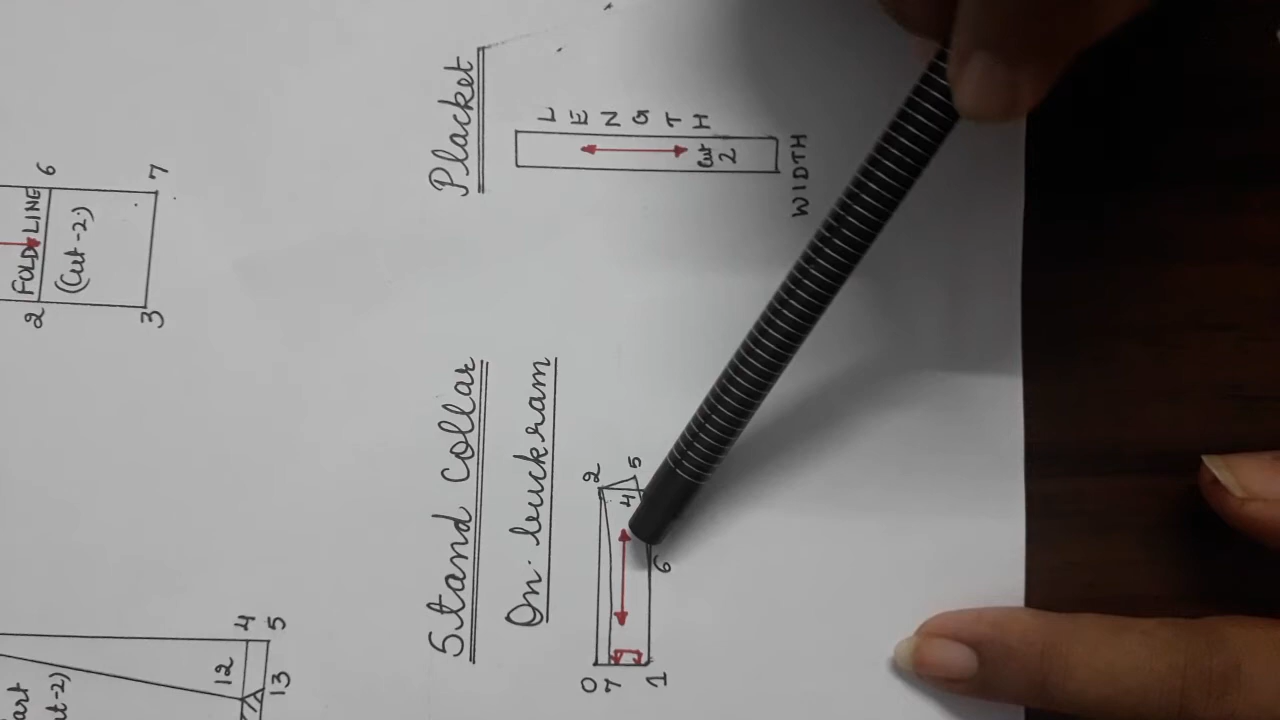 Placket
LENGTH
Cut
2
WIDTH
6
FOLD LINE
(Cut-2)
2
7
3
Stand collar
On. buckram
2
5
4
6
0
7
1
4
5
12
13